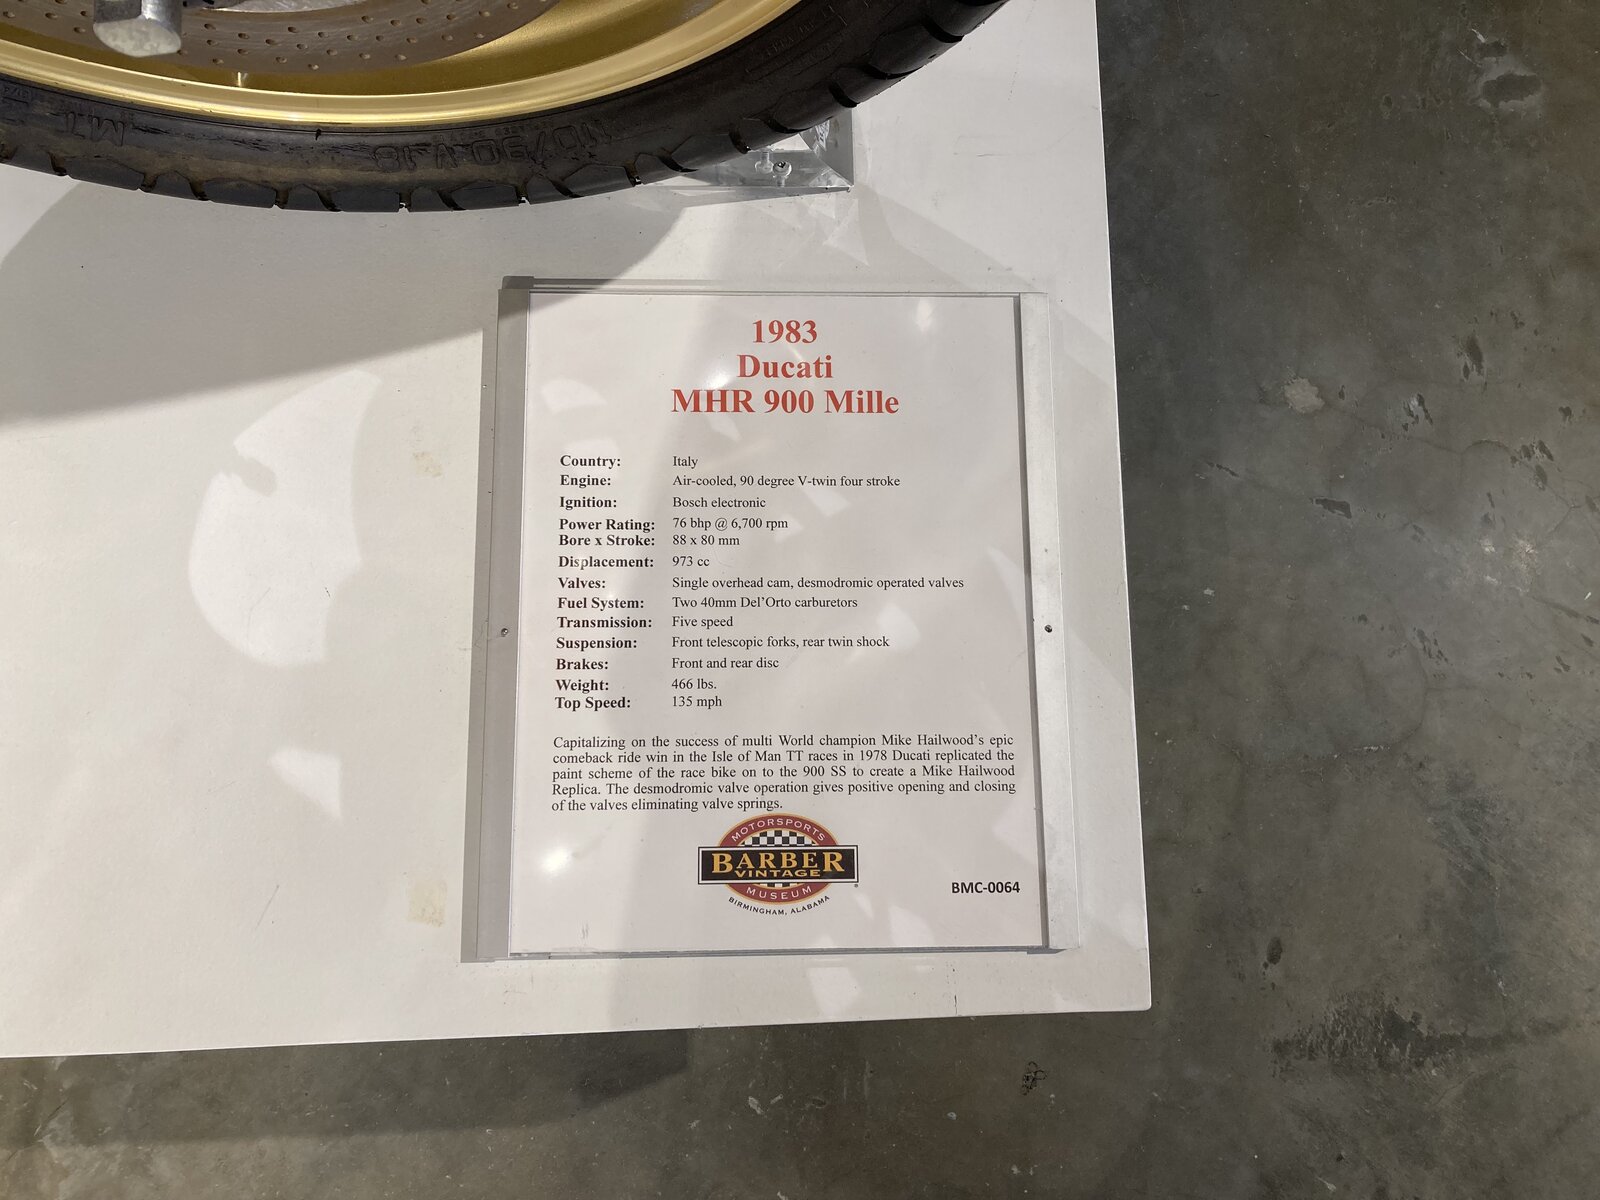 110/90 V 18
MT
1983
Ducati
MHR 900 Mille
Country: Italy
Engine: Air-cooled, 90 degree V-twin four stroke
Ignition: Bosch electronic
Power Rating: 76 bhp @ 6,700 rpm
Bore x Stroke: 88 x 80 mm
Displacement: 973 cc
Valves: Single overhead cam, desmodromic operated valves
Fuel System: Two 40mm Del’Orto carburetors
Transmission: Five speed
Suspension: Front telescopic forks, rear twin shock
Brakes: Front and rear disc
Weight: 466 lbs.
Top Speed: 135 mph
Capitalizing on the success of multi World champion Mike Hailwood’s epic
comeback ride win in the Isle of Man TT races in 1978 Ducati replicated the
paint scheme of the race bike on to the 900 SS to create a Mike Hailwood
Replica. The desmodromic valve operation gives positive opening and closing
of the valves eliminating valve springs.
MOTORSPORTS
BARBER
VINTAGE
MUSEUM
BIRMINGHAM, ALABAMA
BMC-0064